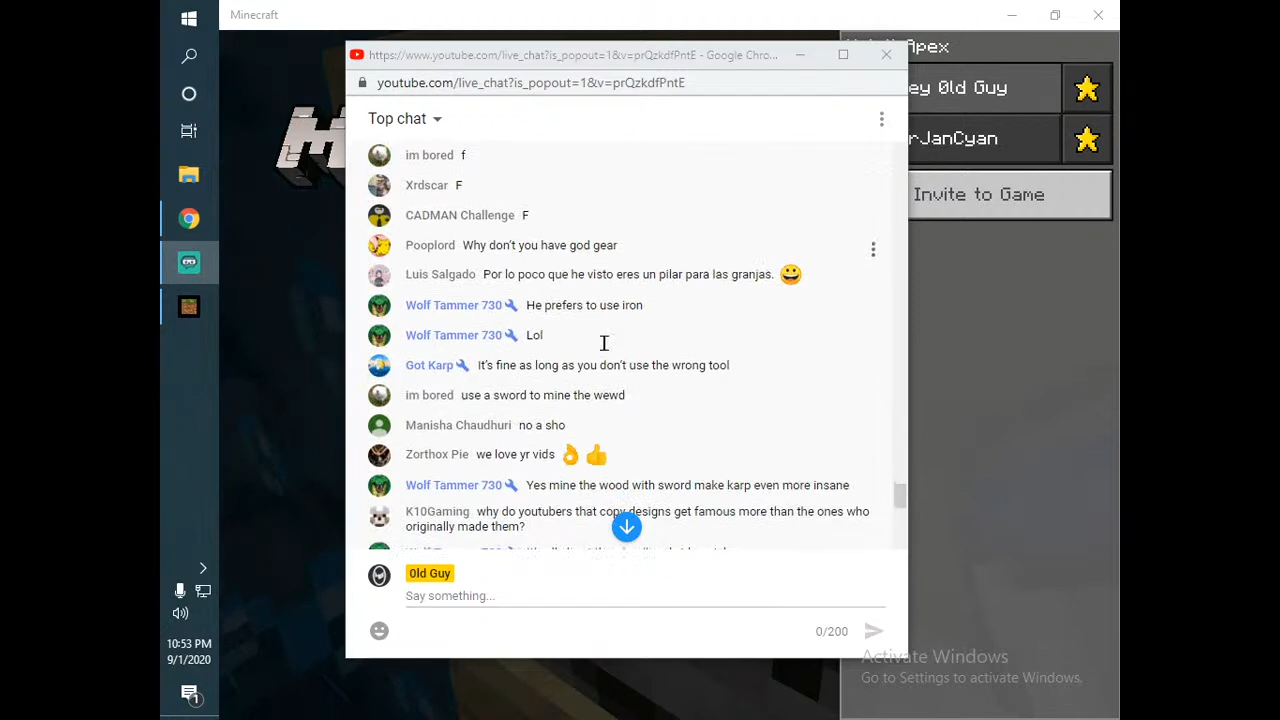 Minecraft
Apex
https://www.youtube.com/live_chat?is_popout=1&v=prQzkdfPntE - Google Chro...
youtube.com/live_chat?is_popout=1&v=prQzkdfPntE
ey 0ld Guy
Top chat
rJanCyan
im bored f
Xrdscar F
Invite to Game
CADMAN Challenge F
Pooplord Why don't you have god gear
Luis Salgado Por lo poco que he visto eres un pilar para las granjas. 😀
Wolf Tammer 730 He prefers to use iron
Wolf Tammer 730 Lol
Got Karp It's fine as long as you don't use the wrong tool
im bored use a sword to mine the wewd
Manisha Chaudhuri no a sho
Zorthox Pie we love yr vids 👌 👍
Wolf Tammer 730 Yes mine the wood with sword make karp even more insane
K10Gaming why do youtubers that copy designs get famous more than the ones who
originally made them?
0ld Guy
Say something...
0/200
10:53 PM
9/1/2020
1
Activate Windows
Go to Settings to activate Windows.